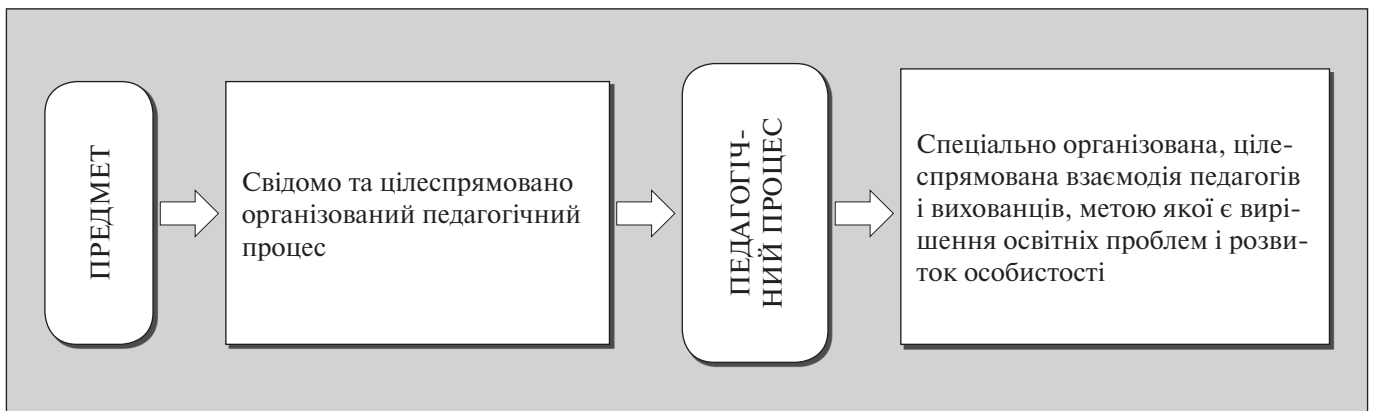 ПРЕДМЕТ
Свідомо та цілеспрямовано
організований педагогічний
процес
ПЕДАГОГІЧ-
НИЙ ПРОЦЕС
Спеціально організована, ціле-
спрямована взаємодія педагогів
і вихованців, метою якої є вирі-
шення освітніх проблем і розви-
ток особистості